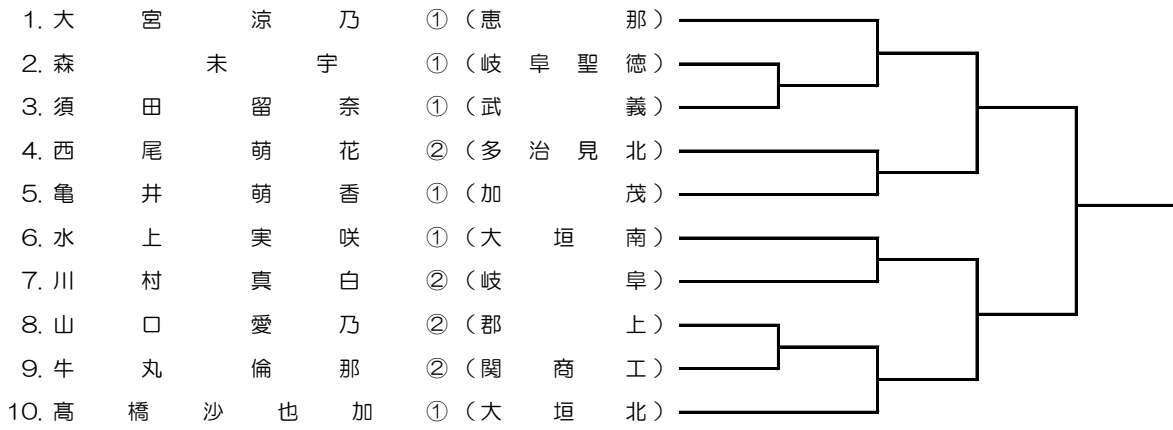 1. 大宮涼乃 ① （恵那）
2. 森未宇 ① （岐阜聖徳）
3. 須田留奈 ① （武義）
4. 西尾萌花 ② （多治見北）
5. 亀井萌香 ① （加茂）
6. 水上実咲 ① （大垣南）
7. 川村真白 ② （岐阜）
8. 山口愛乃 ② （郡上）
9. 牛丸倫那 ② （関商工）
10. 髙橋沙也加 ① （大垣北）